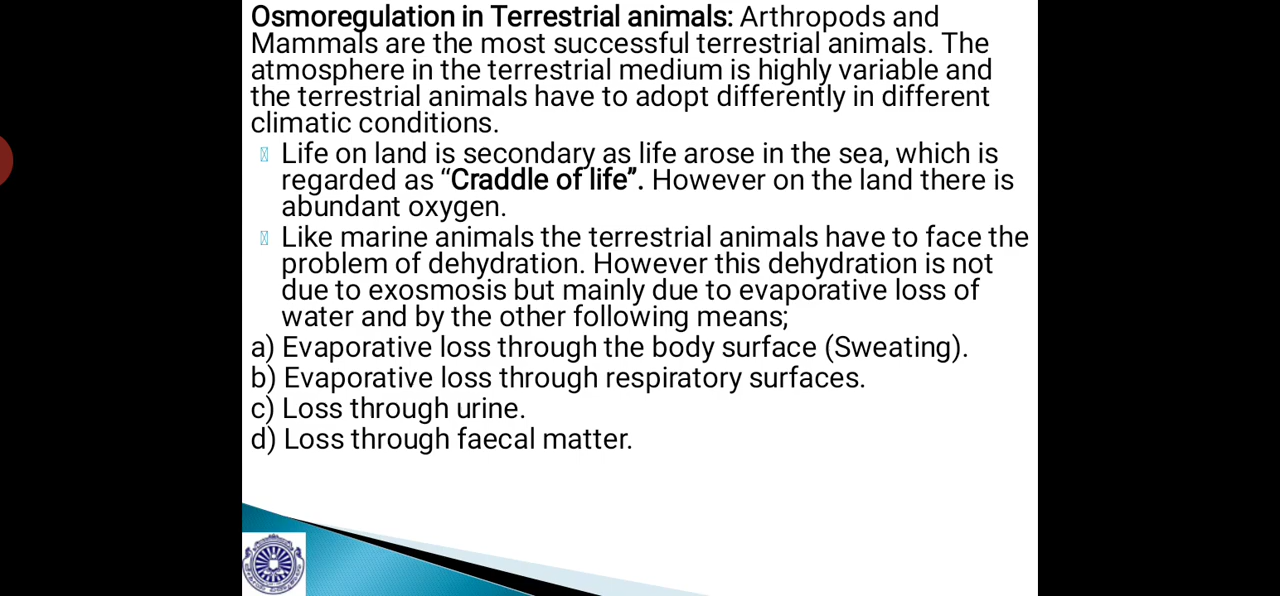 Osmoregulation in Terrestrial animals: Arthropods and
Mammals are the most successful terrestrial animals. The
atmosphere in the terrestrial medium is highly variable and
the terrestrial animals have to adopt differently in different
climatic conditions.
Life on land is secondary as life arose in the sea, which is
regarded as “Craddle of life”. However on the land there is
abundant oxygen.
Like marine animals the terrestrial animals have to face the
problem of dehydration. However this dehydration is not
due to exosmosis but mainly due to evaporative loss of
water and by the other following means;
a) Evaporative loss through the body surface (Sweating).
b) Evaporative loss through respiratory surfaces.
c) Loss through urine.
d) Loss through faecal matter.